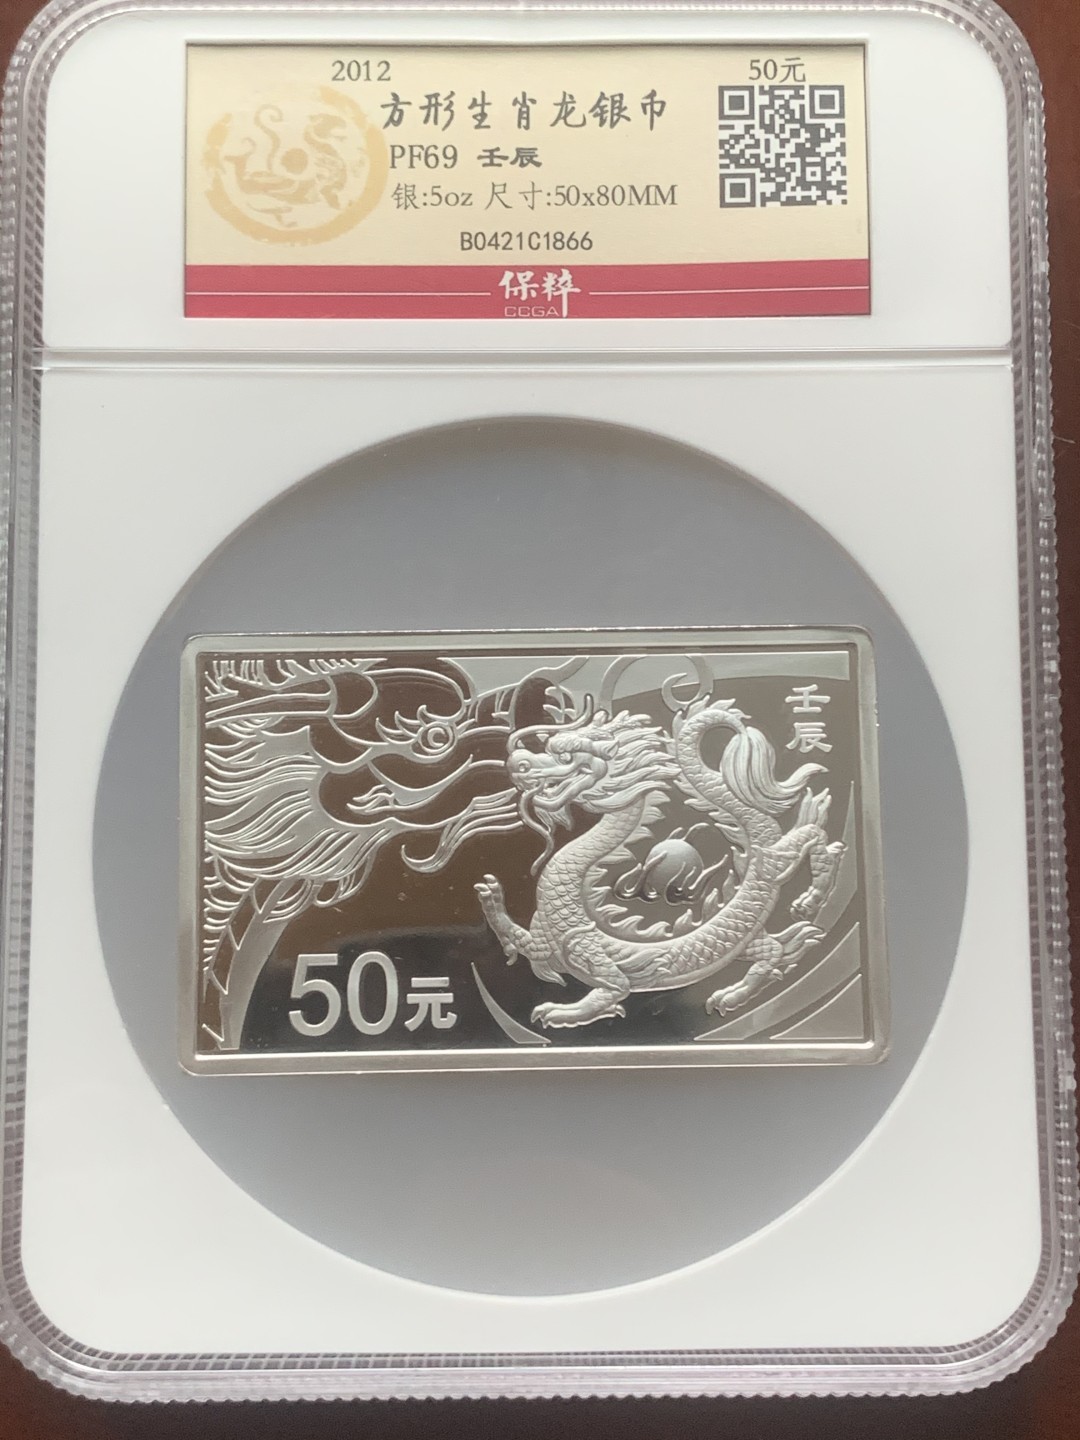 2012 50元
方形生肖龙银币
PF69 壬辰
银:5oz 尺寸:50x80MM
B0421C1866
保粹
CCGA
壬辰
50元